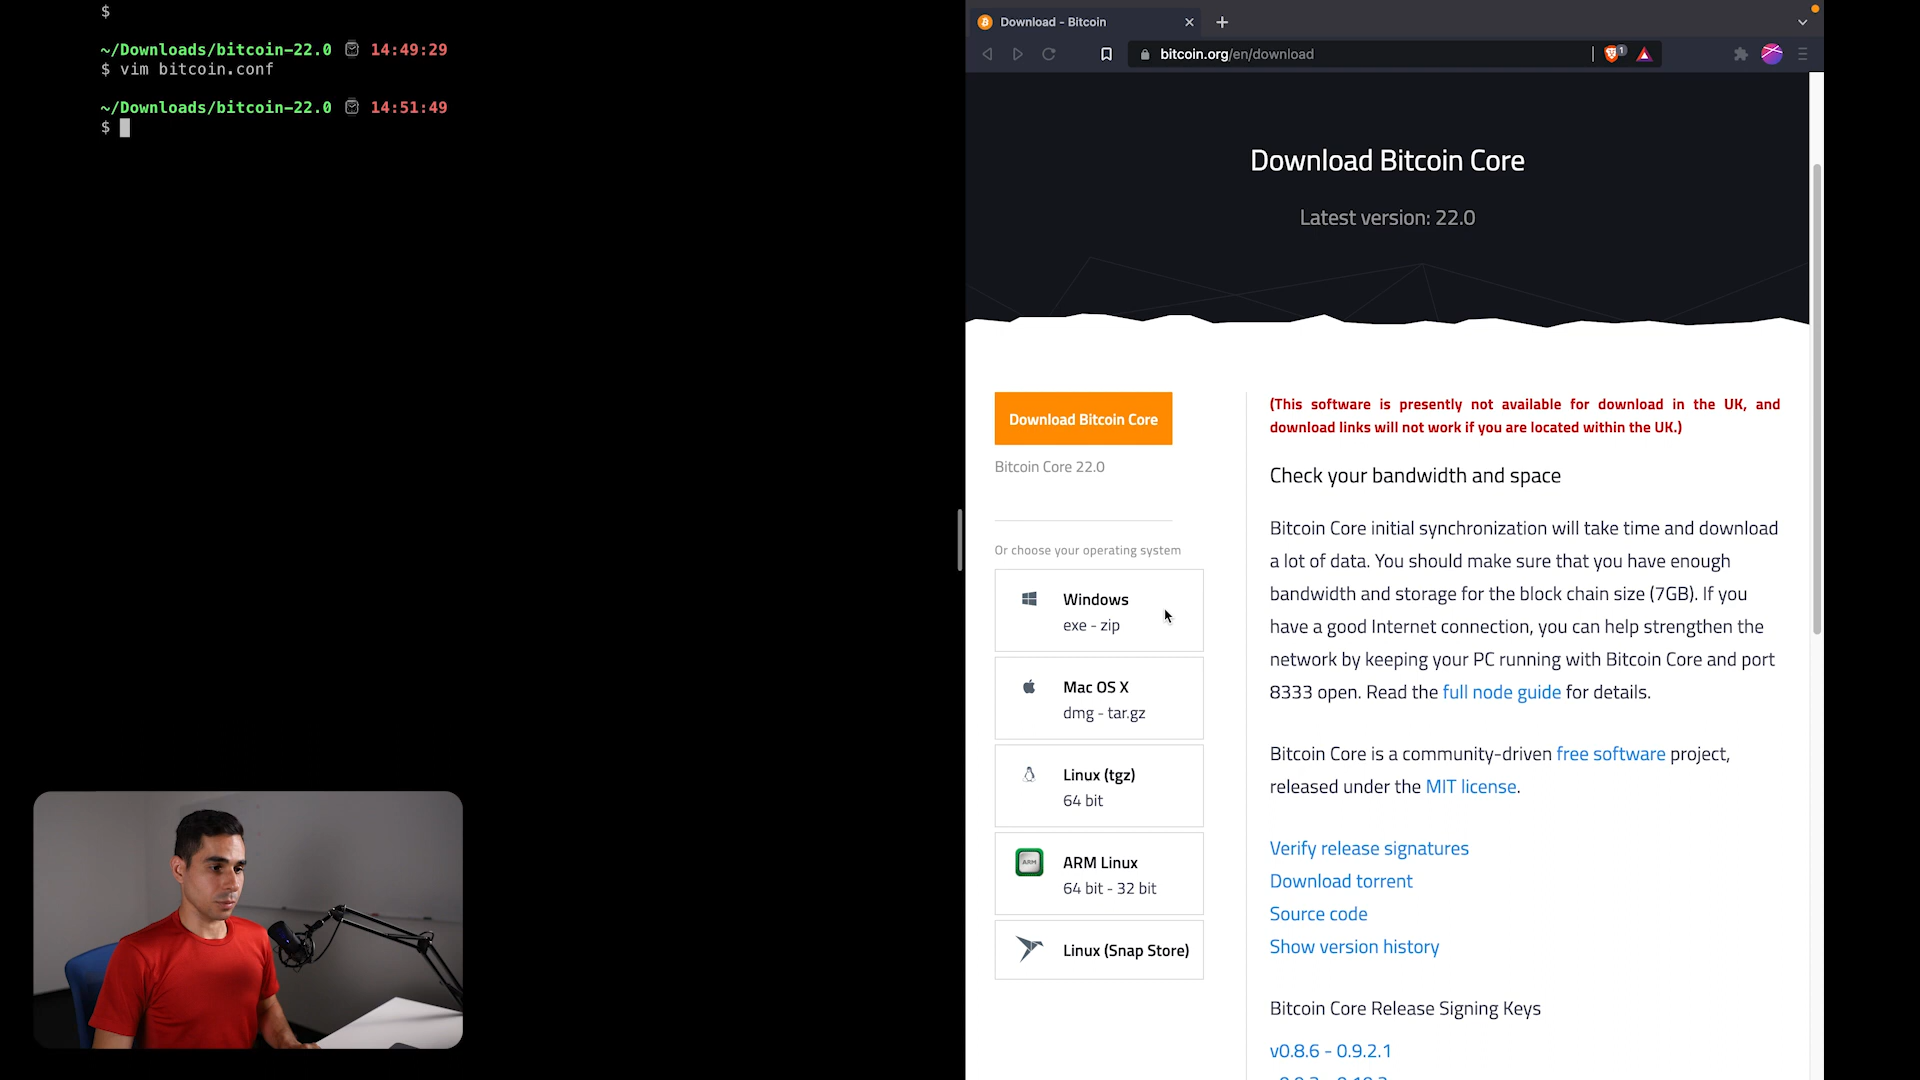 $
~/Downloads/bitcoin-22.0 14:49:29
$ vim bitcoin.conf
~/Downloads/bitcoin-22.0 14:51:49
$
Download - Bitcoin
bitcoin.org/en/download
1
Download Bitcoin Core
Latest version: 22.0
Download Bitcoin Core
Bitcoin Core 22.0
Or choose your operating system
Windows
exe - zip
Mac OS X
dmg - tar.gz
Linux (tgz)
64 bit
ARM
ARM Linux
64 bit - 32 bit
Linux (Snap Store)
(This software is presently not available for download in the UK, and
download links will not work if you are located within the UK.)
Check your bandwidth and space
Bitcoin Core initial synchronization will take time and download
a lot of data. You should make sure that you have enough
bandwidth and storage for the block chain size (7GB). If you
have a good Internet connection, you can help strengthen the
network by keeping your PC running with Bitcoin Core and port
8333 open. Read the full node guide for details.
Bitcoin Core is a community-driven free software project,
released under the MIT license.
Verify release signatures
Download torrent
Source code
Show version history
Bitcoin Core Release Signing Keys
v0.8.6 - 0.9.2.1